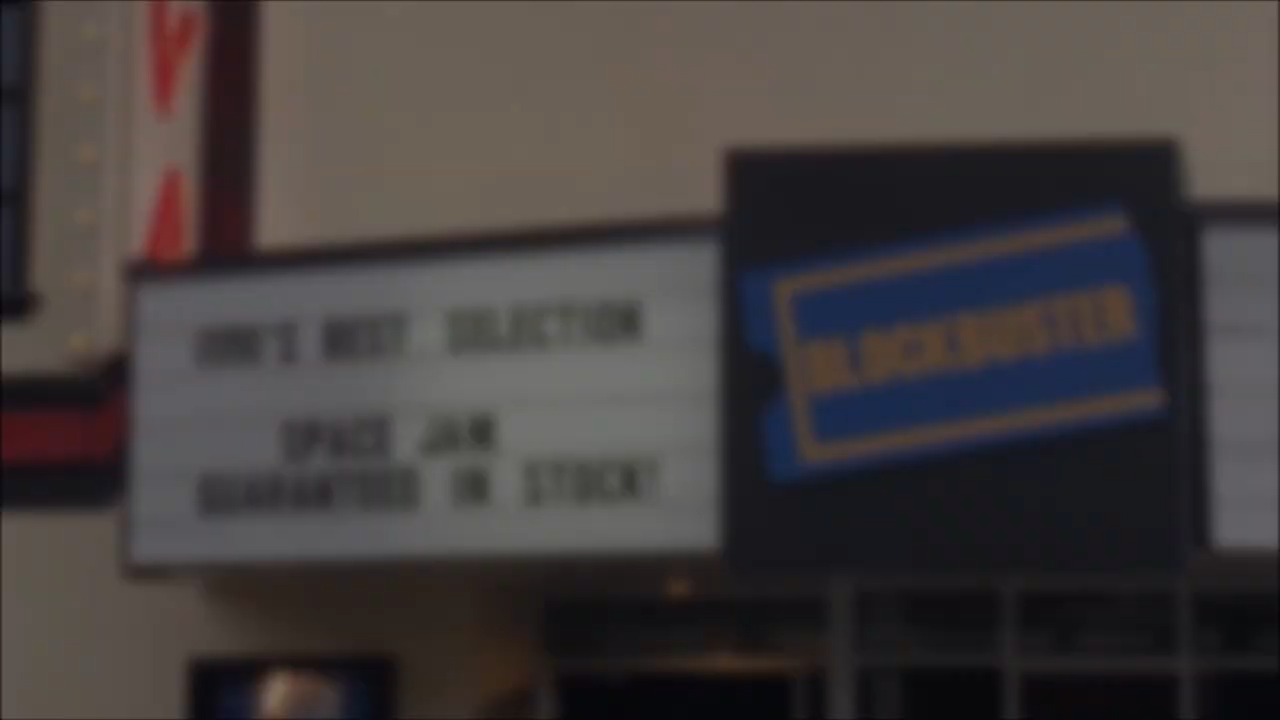 BEST SELECTION
SPACE JAM
GUARANTEED IN STOCK!
BLOCKBUSTER